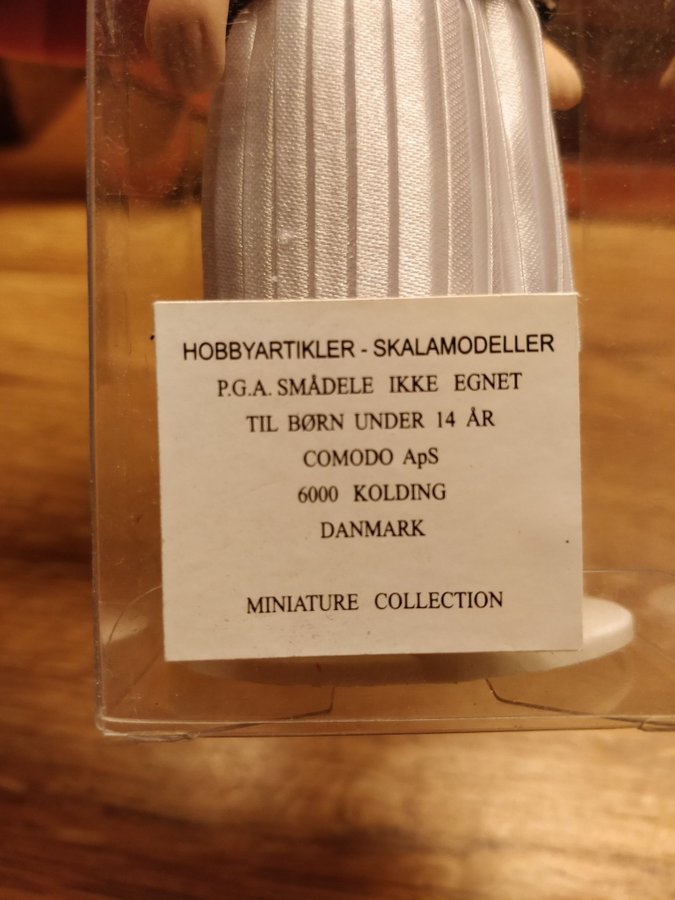 HOBBYARTIKLER - SKALAMODELLER
P.G.A. SMÅDELE IKKE EGNET
TIL BØRN UNDER 14 ÅR
COMODO ApS
6000 KOLDING
DANMARK
MINIATURE COLLECTION